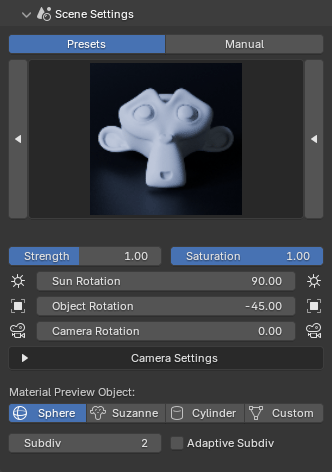 Scene Settings
Presets Manual
Strength 1.00 Saturation 1.00
Sun Rotation 90.00
Object Rotation -45.00
Camera Rotation 0.00
Camera Settings
Material Preview Object:
Sphere Suzanne Cylinder Custom
Subdiv 2 Adaptive Subdiv